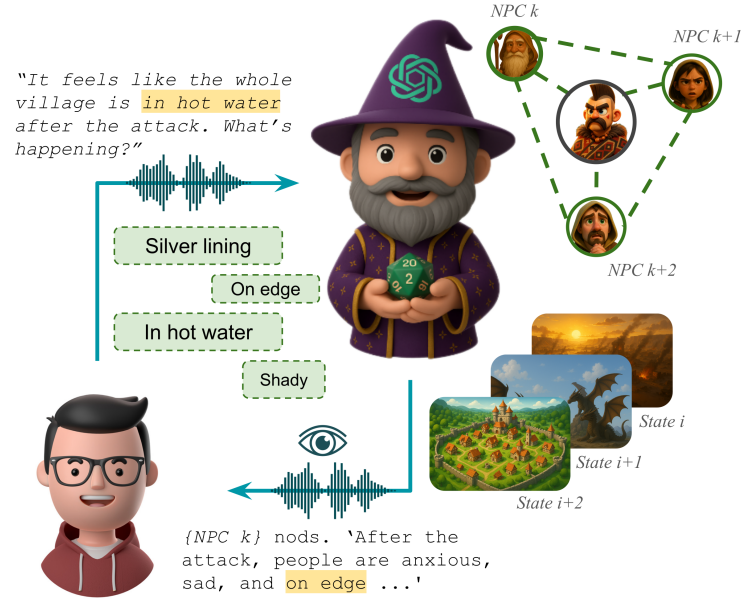 NPC k
NPC k+1
“It feels like the whole
village is in hot water
after the attack. What’s
happening?”
Silver lining
On edge
In hot water
Shady
20
2
NPC k+2
State i
State i+1
State i+2
{NPC k} nods. ‘After the
attack, people are anxious,
sad, and on edge ...'